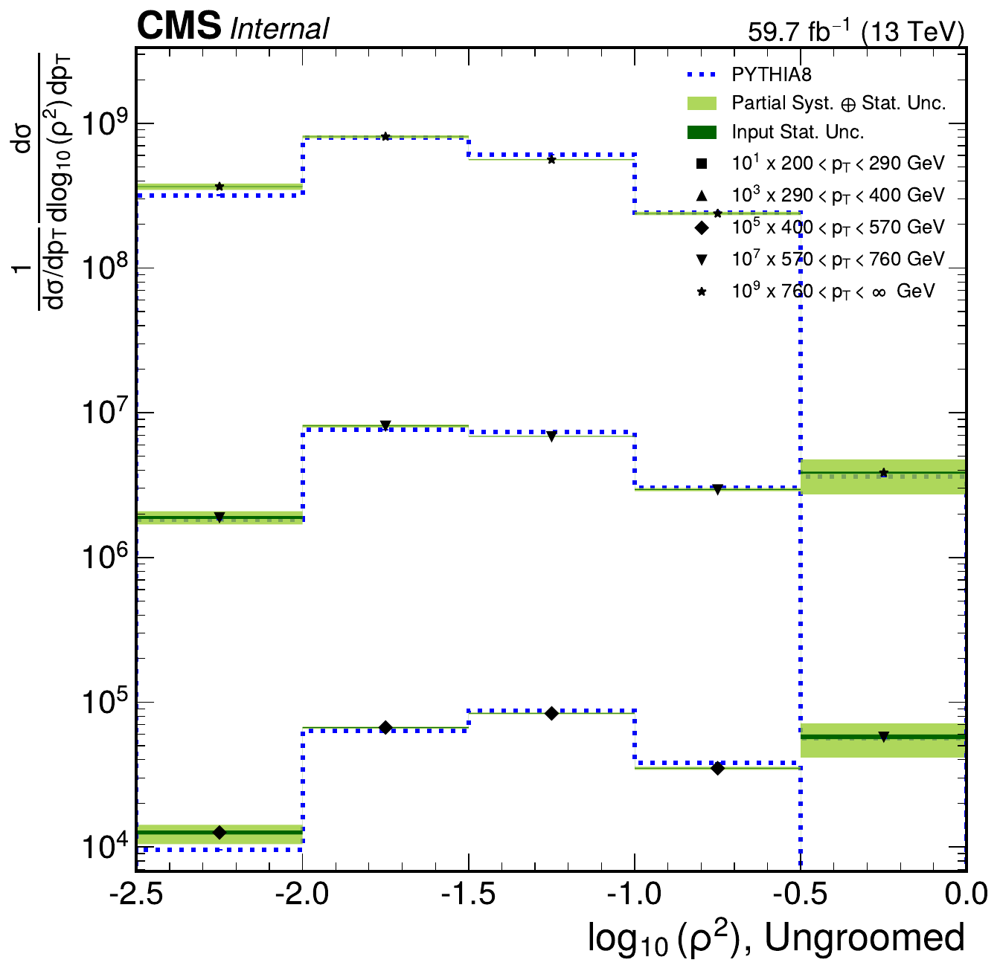 CMS Internal
59.7 fb⁻¹ (13 TeV)
1 dσ
dσ/dp_T dlog₁₀(ρ²) dp_T
PYTHIA8
Partial Syst. ⊕ Stat. Unc.
Input Stat. Unc.
10¹ x 200 < p_T < 290 GeV
10³ x 290 < p_T < 400 GeV
10⁵ x 400 < p_T < 570 GeV
10⁷ x 570 < p_T < 760 GeV
10⁹ x 760 < p_T < ∞ GeV
10⁹
10⁸
10⁷
10⁶
10⁵
10⁴
-2.5 -2.0 -1.5 -1.0 -0.5 0.0
log₁₀(ρ²), Ungroomed